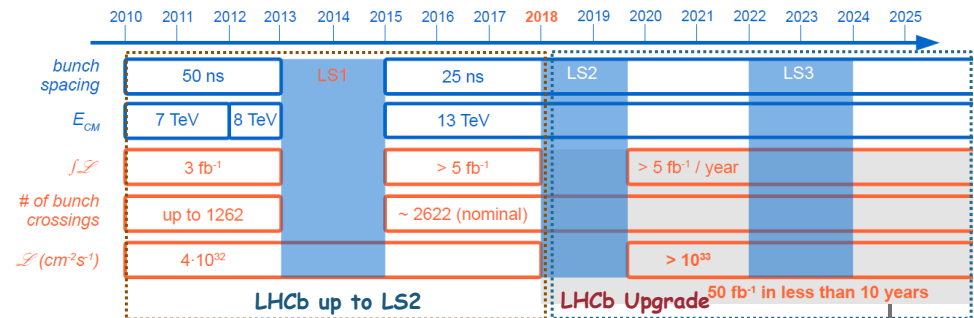 2010 2011 2012 2013 2015 2016 2017 2018 2019 2020 2021 2022 2023 2024 2025
bunch
spacing
50 ns LS1 25 ns LS2 LS3
E_CM 7 TeV 8 TeV 13 TeV
∫ℒ 3 fb⁻¹ > 5 fb⁻¹ > 5 fb⁻¹ / year
# of bunch
crossings
up to 1262 ~ 2622 (nominal)
ℒ (cm⁻²s⁻¹) 4·10³² > 10³³
50 fb⁻¹ in less than 10 years
LHCb up to LS2 LHCb Upgrade